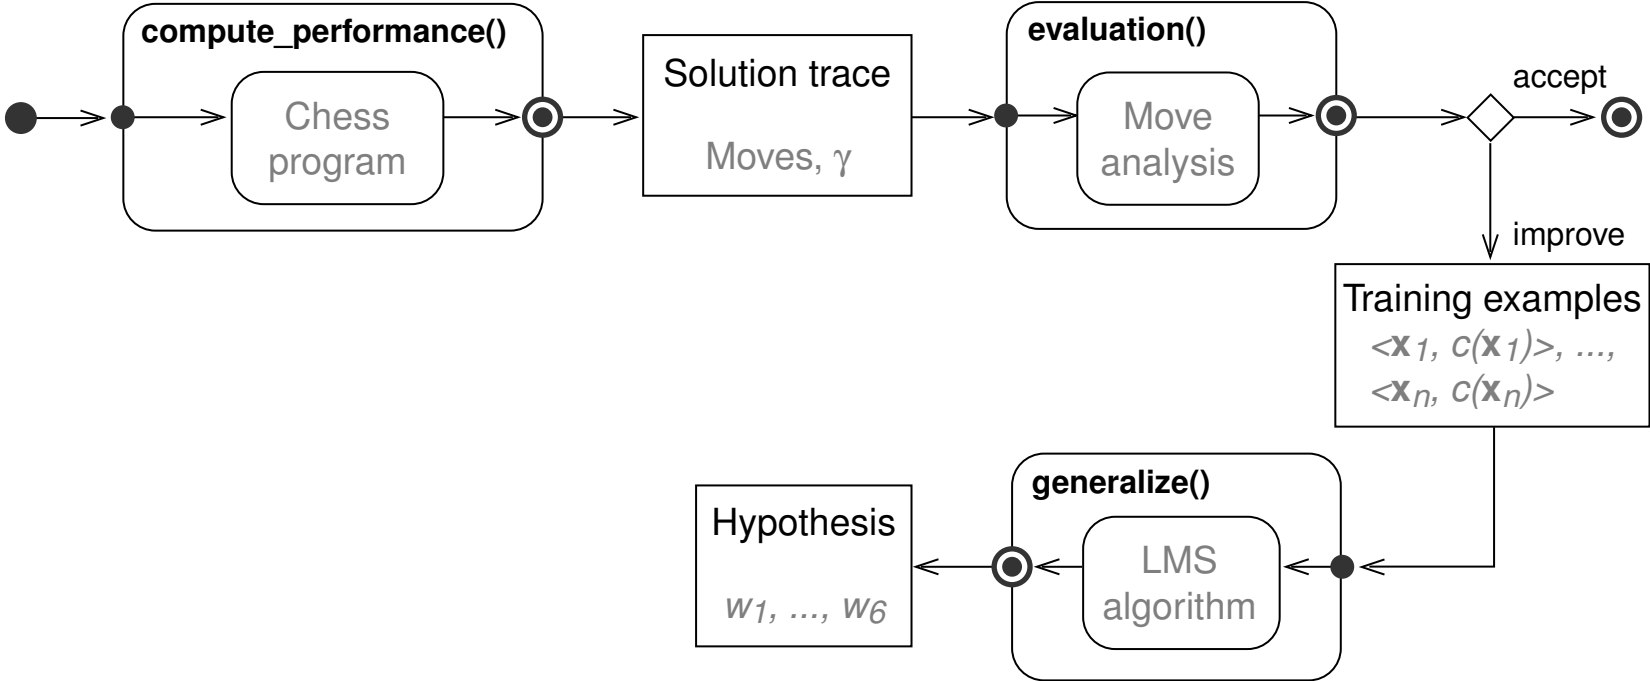 compute_performance()
Chess
program
Solution trace
Moves, γ
evaluation()
Move
analysis
accept
improve
Training examples
<x1, c(x1)>, ...,
<xn, c(xn)>
generalize()
LMS
algorithm
Hypothesis
w1, ..., w6